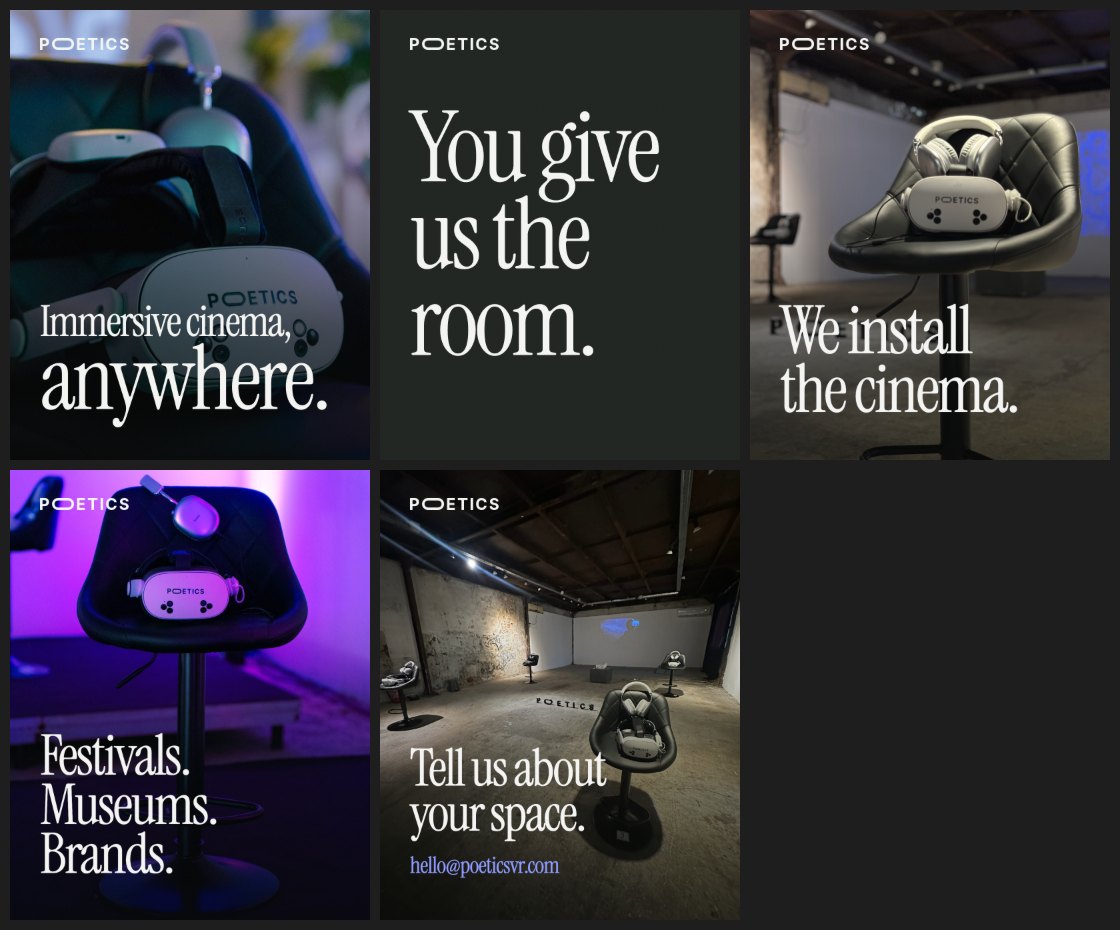 POETICS
POETICS
Immersive cinema,
anywhere.
POETICS
You give
us the
room.
POETICS
POETICS
We install
the cinema.
POETICS
POETICS
Festivals.
Museums.
Brands.
POETICS
POETICS
Tell us about
your space.
hello@poeticsvr.com